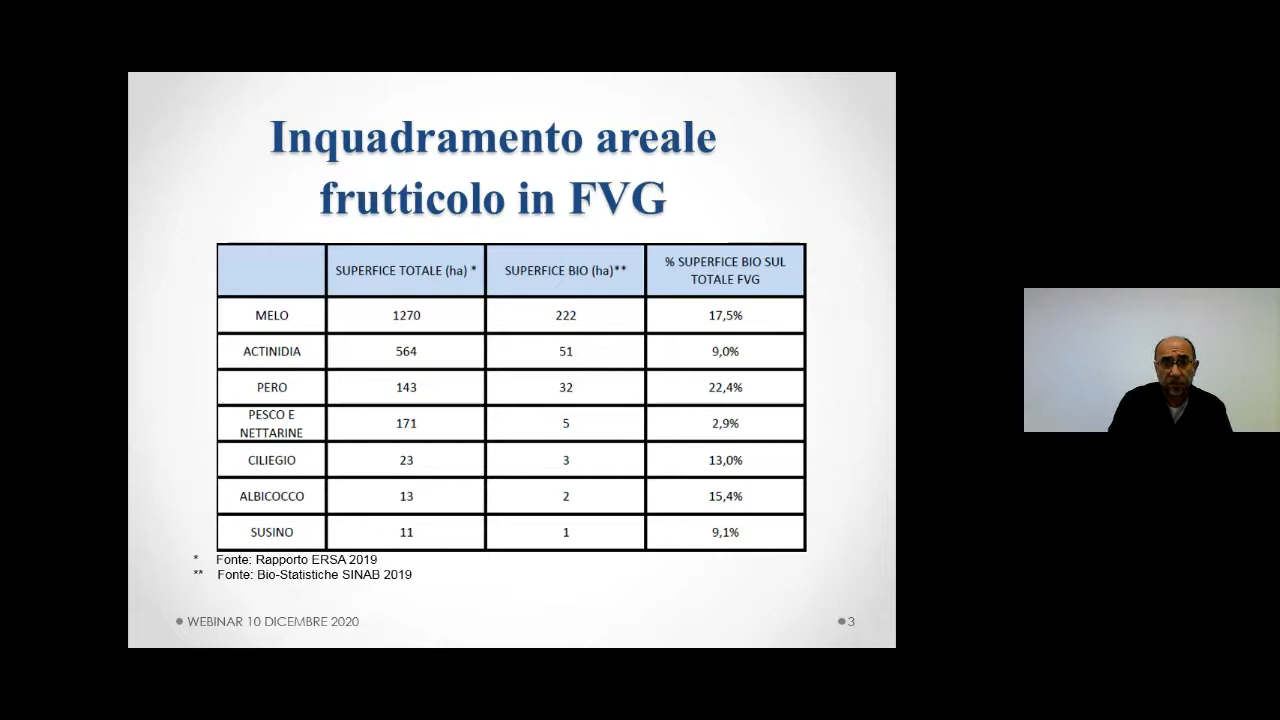 Inquadramento areale
frutticolo in FVG
SUPERFICE TOTALE (ha) * SUPERFICE BIO (ha)** % SUPERFICE BIO SUL
TOTALE FVG
MELO 1270 222 17,5%
ACTINIDIA 564 51 9,0%
PERO 143 32 22,4%
PESCO E
NETTARINE 171 5 2,9%
CILIEGIO 23 3 13,0%
ALBICOCCO 13 2 15,4%
SUSINO 11 1 9,1%
* Fonte: Rapporto ERSA 2019
** Fonte: Bio-Statistiche SINAB 2019
WEBINAR 10 DICEMBRE 2020 3